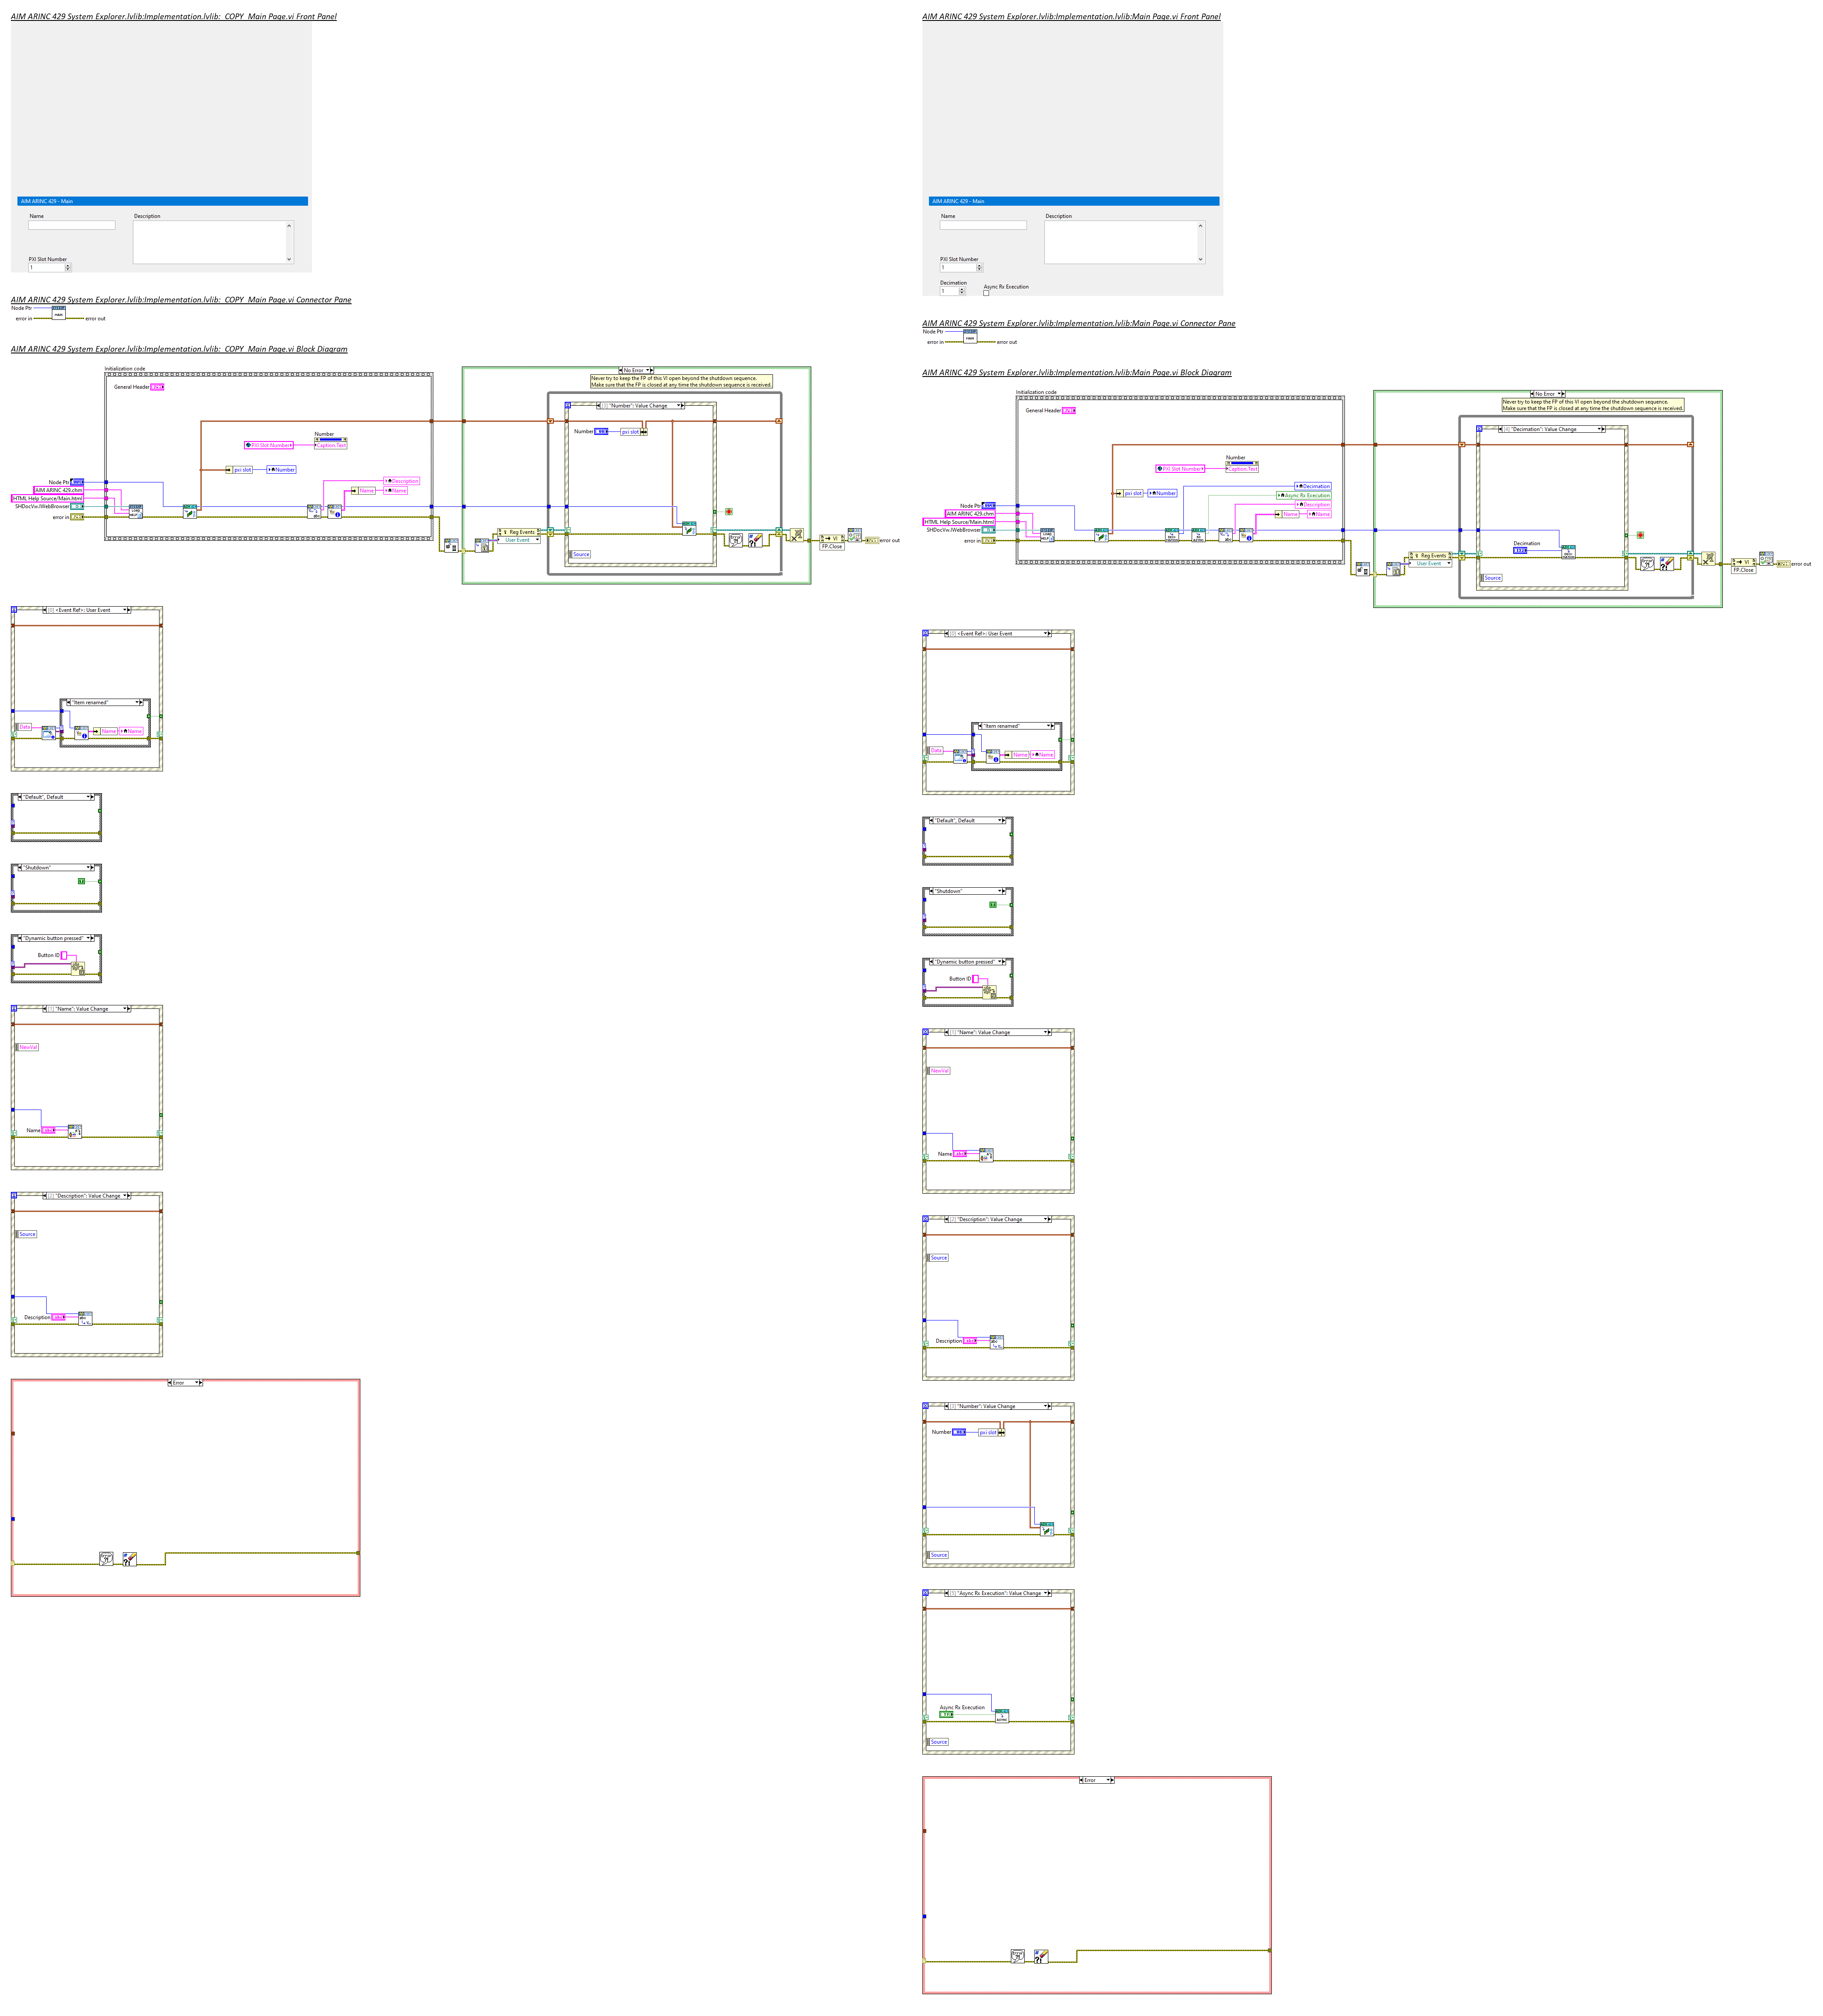 AIM ARINC 429 System Explorer.lvlib:Implementation.lvlib:_COPY_Main Page.vi Front Panel
AIM ARINC 429 - Main
Name
Description
PXI Slot Number
1
AIM ARINC 429 System Explorer.lvlib:Implementation.lvlib:_COPY_Main Page.vi Connector Pane
Node Ptr
error in
error out
AIM ARINC 429 System Explorer.lvlib:Implementation.lvlib:_COPY_Main Page.vi Block Diagram
Initialization code
General Header
Number
PXI Slot Number
Caption.Text
pxi slot
Number
Description
Name
Name
Node Ptr
AIM ARINC 429.chm
HTML Help Source/Main.html
SHDocVw.IWebBrowser
error in
No Error
Never try to keep the FP of this VI open beyond the shutdown sequence.
Make sure that the FP is closed at any time the shutdown sequence is received.
[3] "Number": Value Change
Number
pxi slot
Source
Reg Events
User Event
VI
FP.Close
error out
[0] <Event Ref>: User Event
"Item renamed"
Data
Name
Name
"Default", Default
"Shutdown"
"Dynamic button pressed"
Button ID
[1] "Name": Value Change
NewVal
Name
[2] "Description": Value Change
Source
Description
Error
AIM ARINC 429 System Explorer.lvlib:Implementation.lvlib:Main Page.vi Front Panel
AIM ARINC 429 - Main
Name
Description
PXI Slot Number
1
Decimation
1
Async Rx Execution
AIM ARINC 429 System Explorer.lvlib:Implementation.lvlib:Main Page.vi Connector Pane
Node Ptr
error in
error out
AIM ARINC 429 System Explorer.lvlib:Implementation.lvlib:Main Page.vi Block Diagram
Initialization code
General Header
Number
PXI Slot Number
Caption.Text
pxi slot
Number
Decimation
Async Rx Execution
Description
Name
Name
Node Ptr
AIM ARINC 429.chm
HTML Help Source/Main.html
SHDocVw.IWebBrowser
error in
No Error
Never try to keep the FP of this VI open beyond the shutdown sequence.
Make sure that the FP is closed at any time the shutdown sequence is received.
[4] "Decimation": Value Change
Decimation
Source
Reg Events
User Event
VI
FP.Close
error out
[0] <Event Ref>: User Event
"Item renamed"
Data
Name
Name
"Default", Default
"Shutdown"
"Dynamic button pressed"
Button ID
[1] "Name": Value Change
NewVal
Name
[2] "Description": Value Change
Source
Description
[3] "Number": Value Change
Number
pxi slot
Source
[5] "Async Rx Execution": Value Change
Async Rx Execution
Source
Error